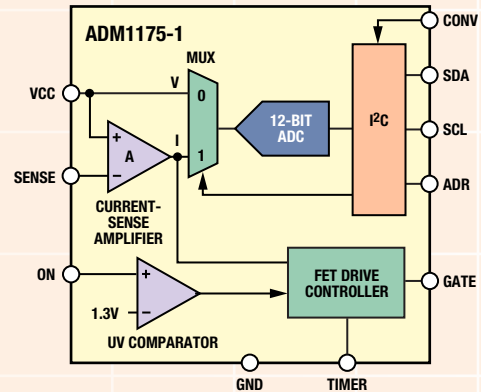 ADM1175-1
CONV
MUX
VCC
V
0
SDA
12-BIT
ADC
I²C
+
A
I
1
SCL
SENSE
–
ADR
CURRENT-
SENSE
AMPLIFIER
ON
+
FET DRIVE
CONTROLLER
GATE
1.3V
–
UV COMPARATOR
GND
TIMER